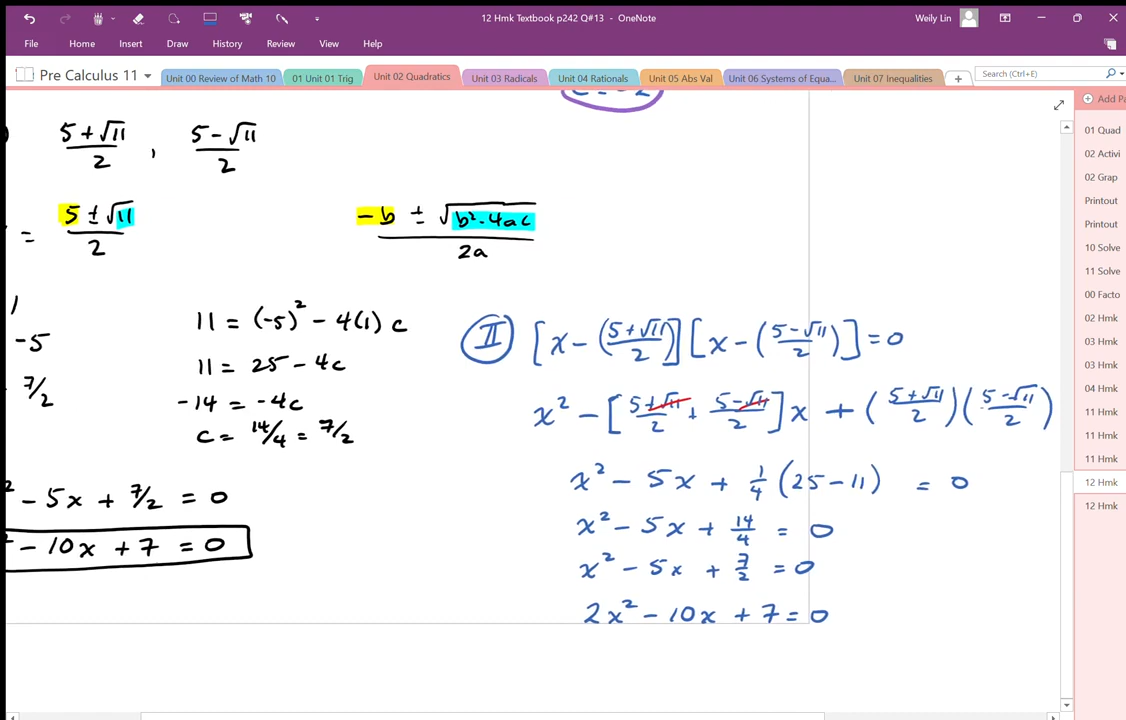 12 Hmk Textbook p242 Q#13 - OneNote
Weily Lin
File Home Insert Draw History Review View Help
Pre Calculus 11
Unit 00 Review of Math 10
01 Unit 01 Trig
Unit 02 Quadratics
Unit 03 Radicals
Unit 04 Rationals
Unit 05 Abs Val
Unit 06 Systems of Equa...
Unit 07 Inequalities
Search (Ctrl+E)
Add Pa
01 Quad
02 Activi
02 Grap
Printout
Printout
10 Solve
11 Solve
00 Facto
02 Hmk
03 Hmk
03 Hmk
04 Hmk
11 Hmk
11 Hmk
11 Hmk
12 Hmk
12 Hmk
(5+√11)/2 , (5-√11)/2
= (5 ± √11)/2
(-b ± √(b²-4ac))/2a
1
-5
7/2
11 = (-5)² - 4(1)c
11 = 25 - 4c
-14 = -4c
c = 14/4 = 7/2
² - 5x + 7/2 = 0
² - 10x + 7 = 0
II [x - ((5+√11)/2)][x - ((5-√11)/2)] = 0
x² - [(5+√11)/2 + (5-√11)/2]x + ((5+√11)/2)((5-√11)/2)
x² - 5x + 1/4 (25-11) = 0
x² - 5x + 14/4 = 0
x² - 5x + 7/2 = 0
2x² - 10x + 7 = 0